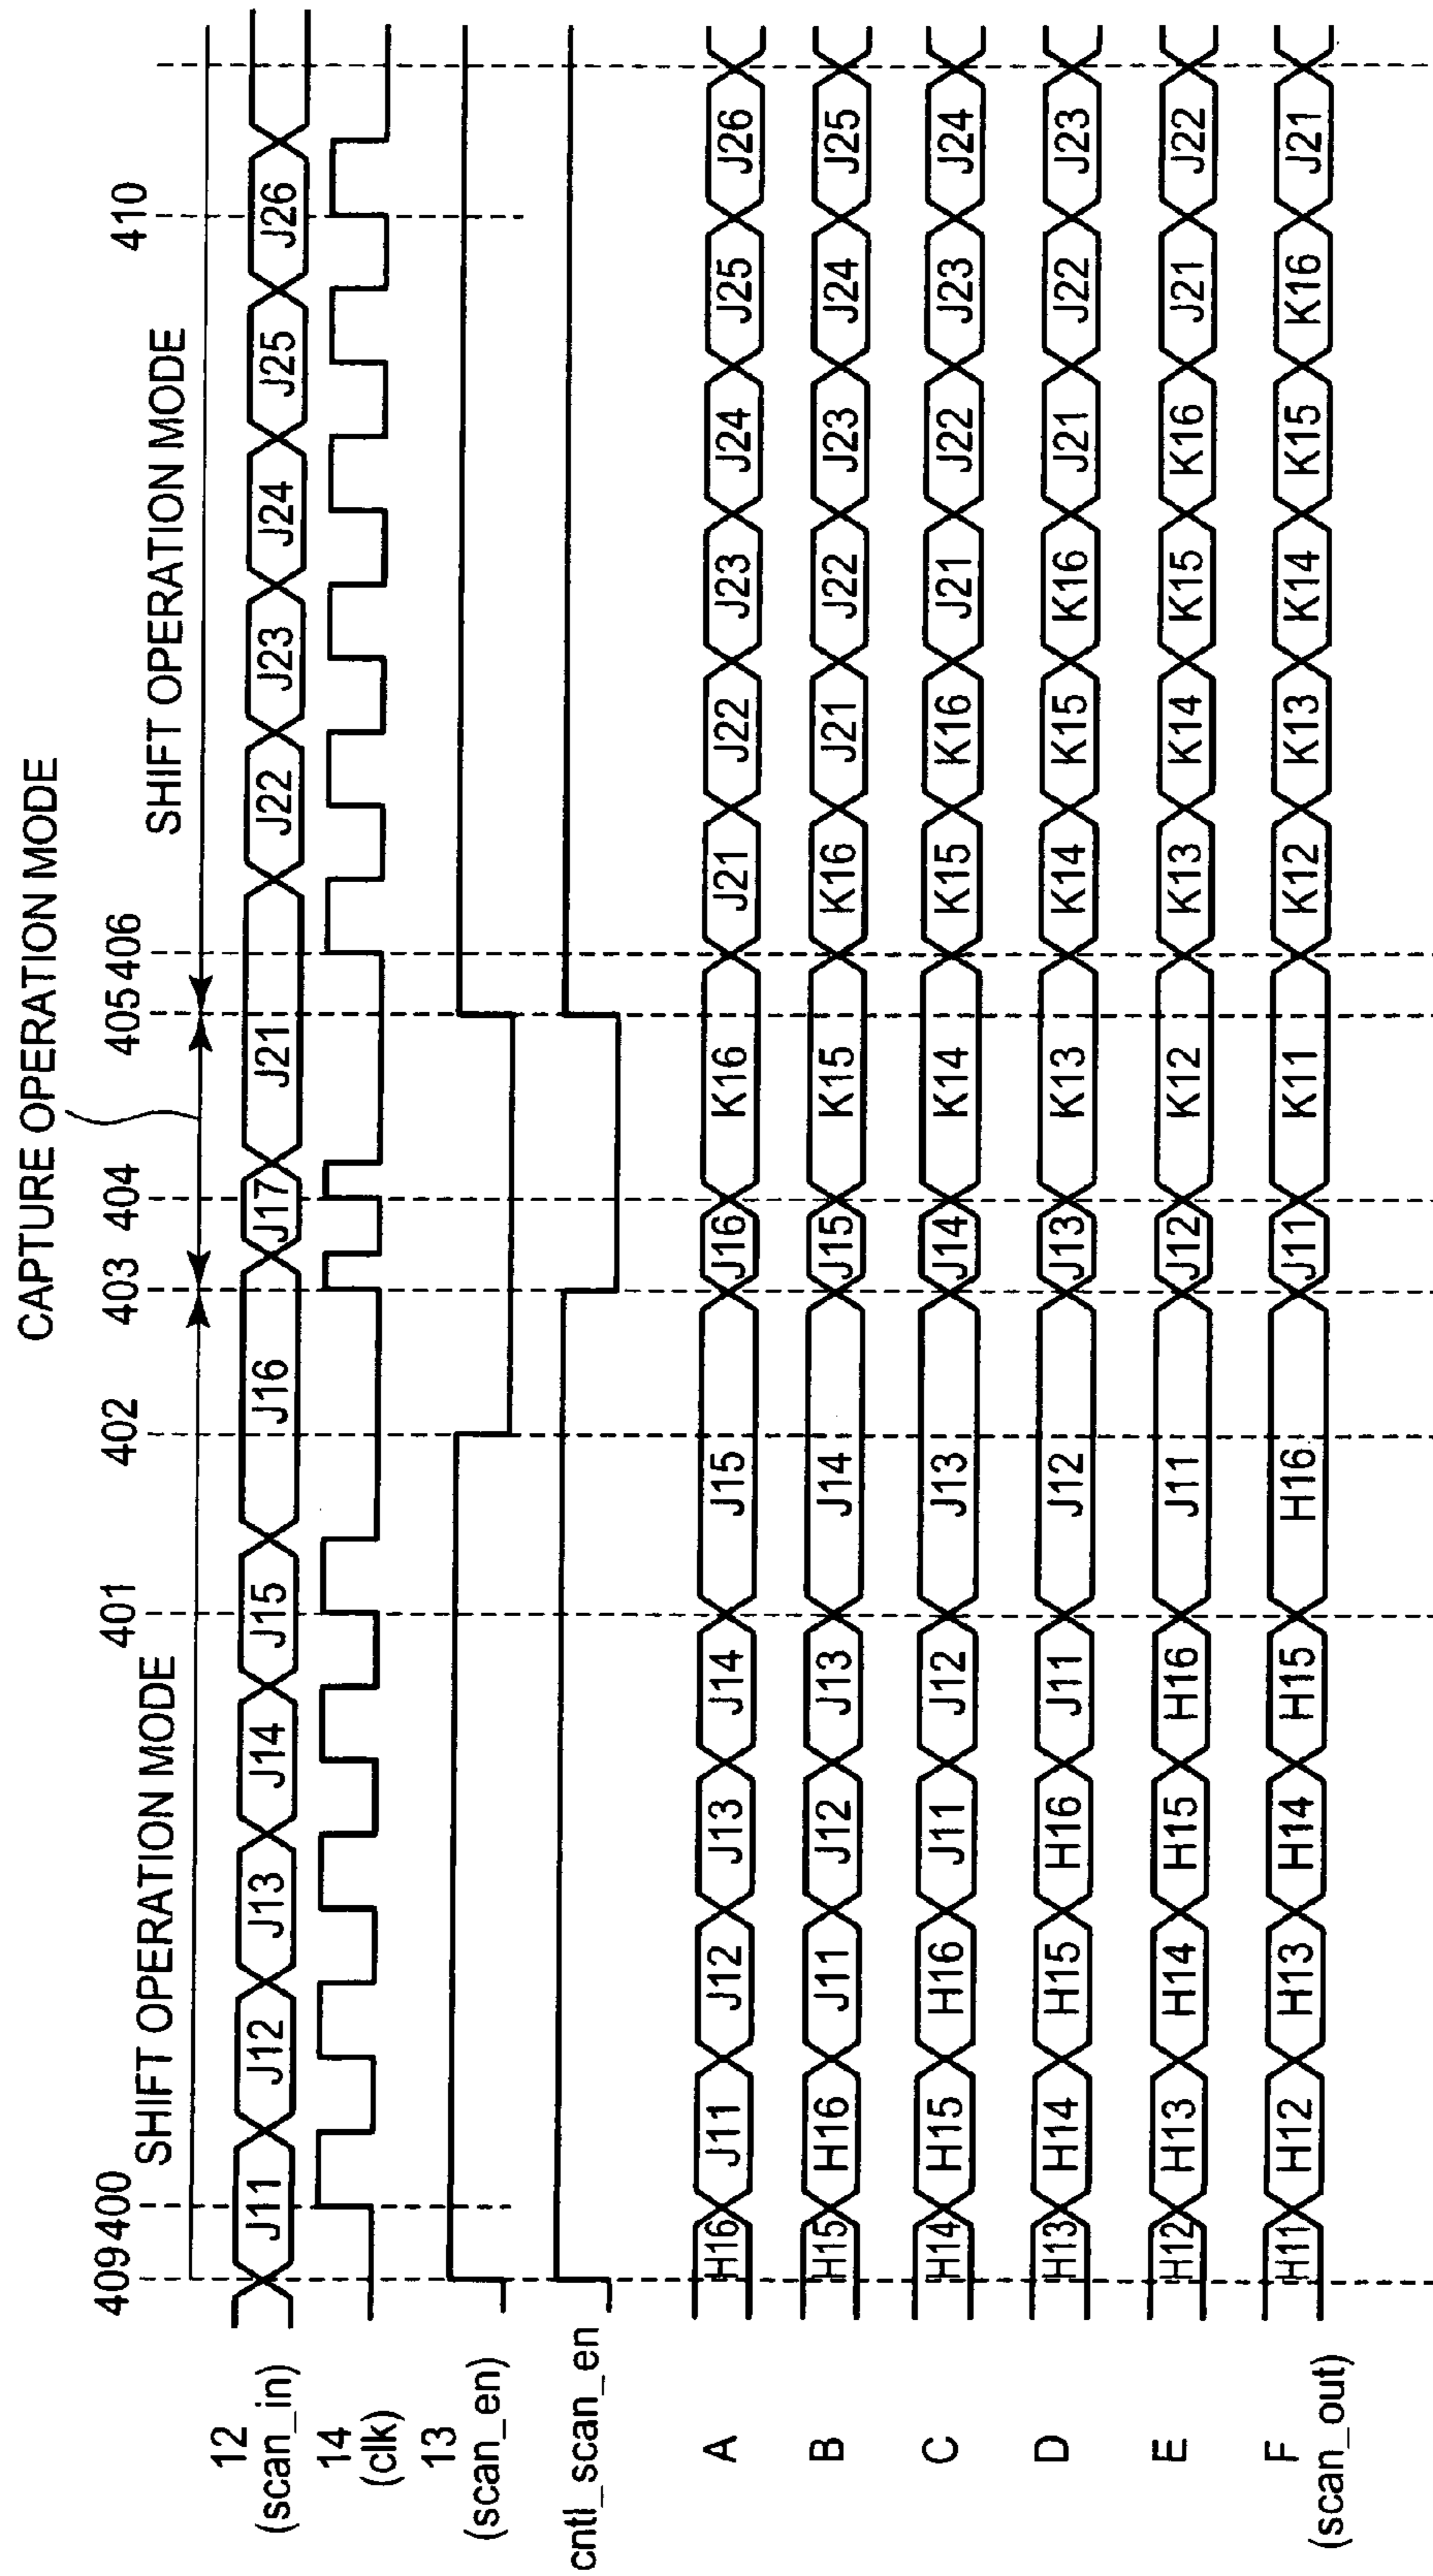 CAPTURE OPERATION MODE
SHIFT OPERATION MODE
SHIFT OPERATION MODE
409 400 401 402 403 404 405 406 410
12
(scan_in)
J11 J12 J13 J14 J15 J16 J17 J21 J22 J23 J24 J25 J26
14
(clk)
13
(scan_en)
cntl_scan_en
A H16 J11 J12 J13 J14 J15 J16 K16 J21 J22 J23 J24 J25 J26
B H15 H16 J11 J12 J13 J14 J15 K15 K16 J21 J22 J23 J24 J25
C H14 H15 H16 J11 J12 J13 J14 K14 K15 K16 J21 J22 J23 J24
D H13 H14 H15 H16 J11 J12 J13 K13 K14 K15 K16 J21 J22 J23
E H12 H13 H14 H15 H16 J11 J12 K12 K13 K14 K15 K16 J21 J22
F H11 H12 H13 H14 H15 H16 J11 K11 K12 K13 K14 K15 K16 J21
(scan_out)